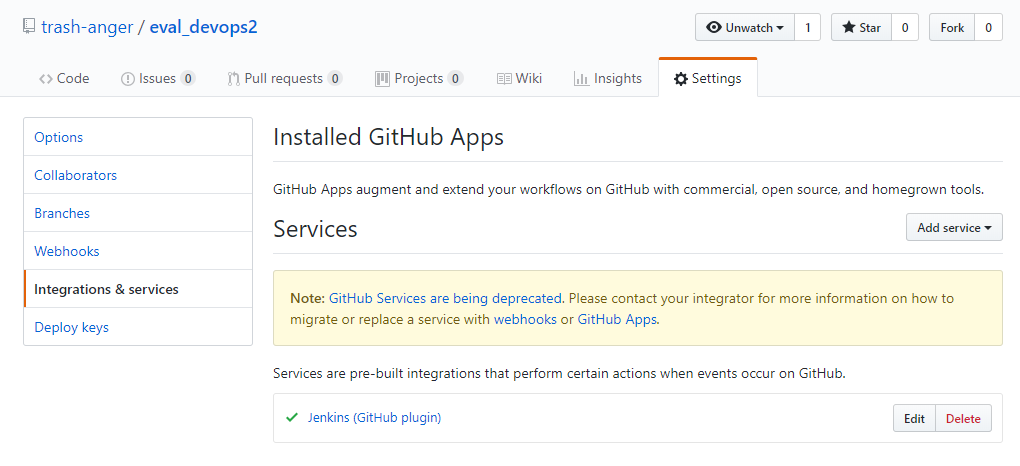 trash-anger / eval_devops2
Unwatch 1 Star 0 Fork 0
Code Issues 0 Pull requests 0 Projects 0 Wiki Insights Settings
Options
Collaborators
Branches
Webhooks
Integrations & services
Deploy keys
Installed GitHub Apps
GitHub Apps augment and extend your workflows on GitHub with commercial, open source, and homegrown tools.
Services
Add service
Note: GitHub Services are being deprecated. Please contact your integrator for more information on how to
migrate or replace a service with webhooks or GitHub Apps.
Services are pre-built integrations that perform certain actions when events occur on GitHub.
Jenkins (GitHub plugin)
Edit Delete